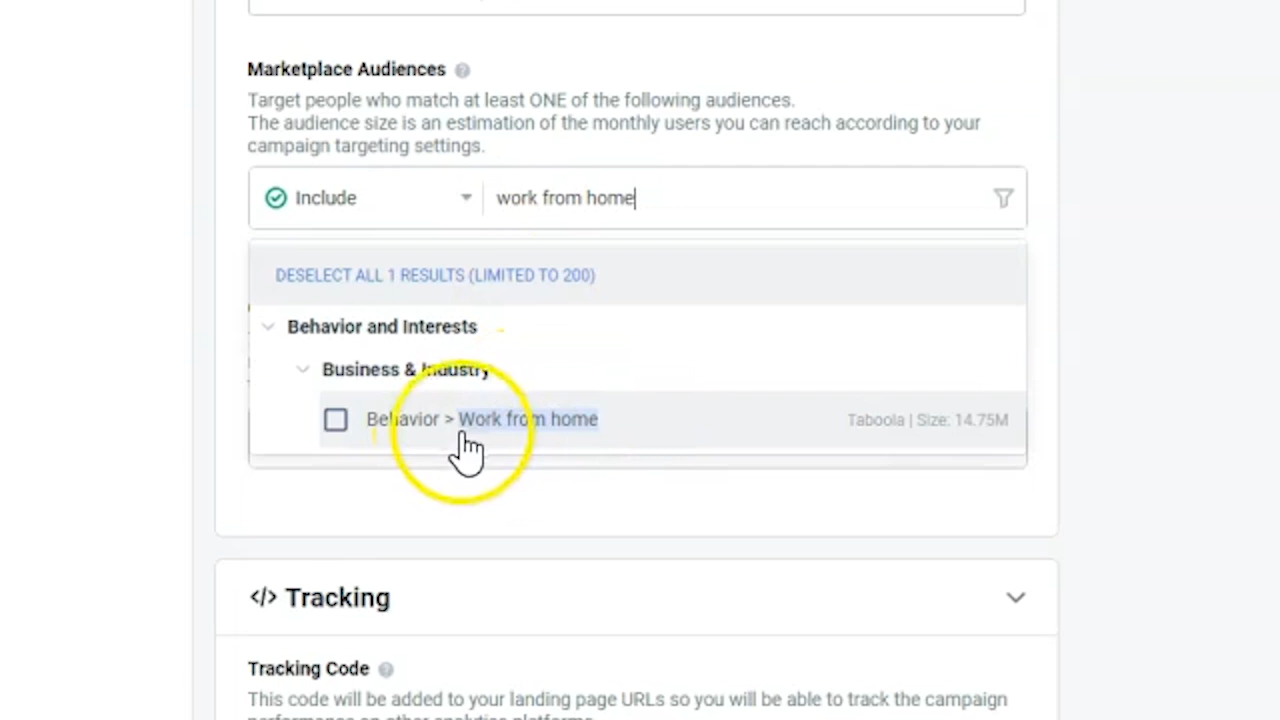 Marketplace Audiences
Target people who match at least ONE of the following audiences.
The audience size is an estimation of the monthly users you can reach according to your
campaign targeting settings.
Include
work from home
DESELECT ALL 1 RESULTS (LIMITED TO 200)
Behavior and Interests
Business & Industry
Behavior > Work from home
Taboola | Size: 14.75M
</> Tracking
Tracking Code
This code will be added to your landing page URLs so you will be able to track the campaign
performance on other analytics platforms.